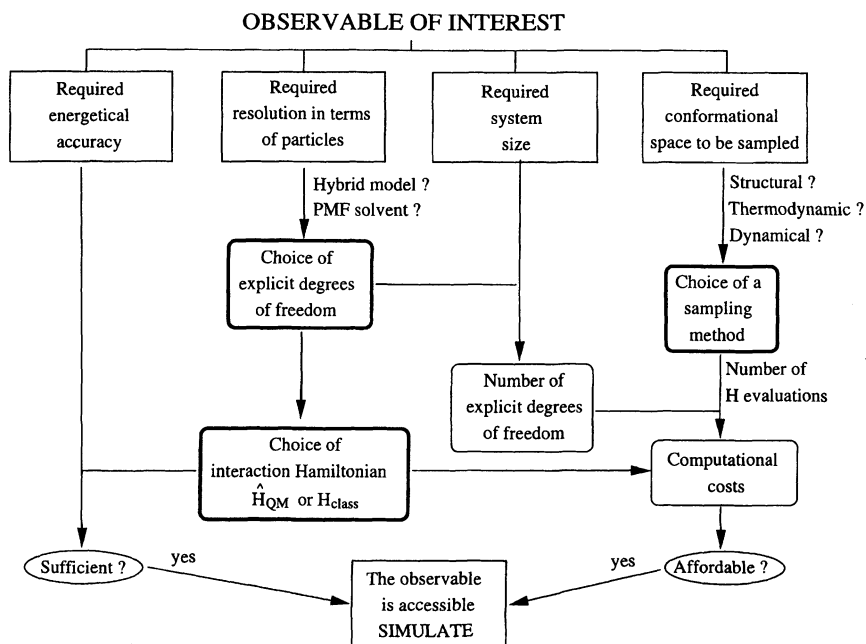 OBSERVABLE OF INTEREST
Required
energetical
accuracy
Required
resolution in terms
of particles
Required
system
size
Required
conformational
space to be sampled
Hybrid model ?
PMF solvent ?
Structural ?
Thermodynamic ?
Dynamical ?
Choice of
explicit degrees
of freedom
Choice of a
sampling
method
Number of
explicit degrees
of freedom
Number of
H evaluations
Choice of
interaction Hamiltonian
Ĥ_QM or H_class
Computational
costs
Sufficient ?
yes
The observable
is accessible
SIMULATE
yes
Affordable ?